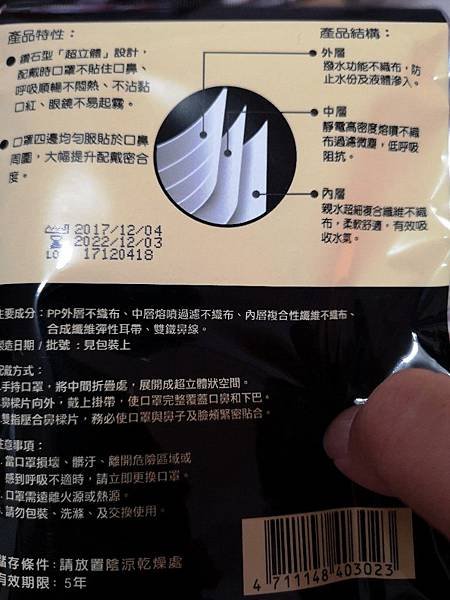 產品特性：
鑽石型「超立體」設計，
配戴時口罩不貼住口鼻、
呼吸順暢不悶熱、不沾黏
口紅、眼鏡不易起霧。
口罩四邊均勻服貼於口鼻
周圍，大幅提升配戴密合
度。
產品結構：
外層
撥水功能不織布，防
止水份及液體滲入。
中層
靜電高密度熔噴不織
布過濾微塵，低呼吸
阻抗。
內層
親水超細複合纖維不織
布，柔軟舒適，有效吸
收水氣。
2017/12/04
2022/12/03
LOT 17120418
主要成分：PP外層不織布、中層熔噴過濾不織布、內層複合性纖維不織布、
合成纖維彈性耳帶、雙鐵鼻線。
製造日期/批號：見包裝上
配戴方式：
.手持口罩，將中間折疊處，展開成超立體狀空間。
.鼻樑片向外，戴上掛帶，使口罩完整覆蓋口鼻和下巴。
.雙指壓合鼻樑片，務必使口罩與鼻子及臉頰緊密貼合。
注意事項：
.當口罩損壞、髒汙、離開危險區域或
感到呼吸不適時，請立即更換口罩。
.口罩需遠離火源或熱源。
.請勿包裝、洗滌、及交換使用。
儲存條件：請放置陰涼乾燥處
有效期限：5年
4 711148 403023